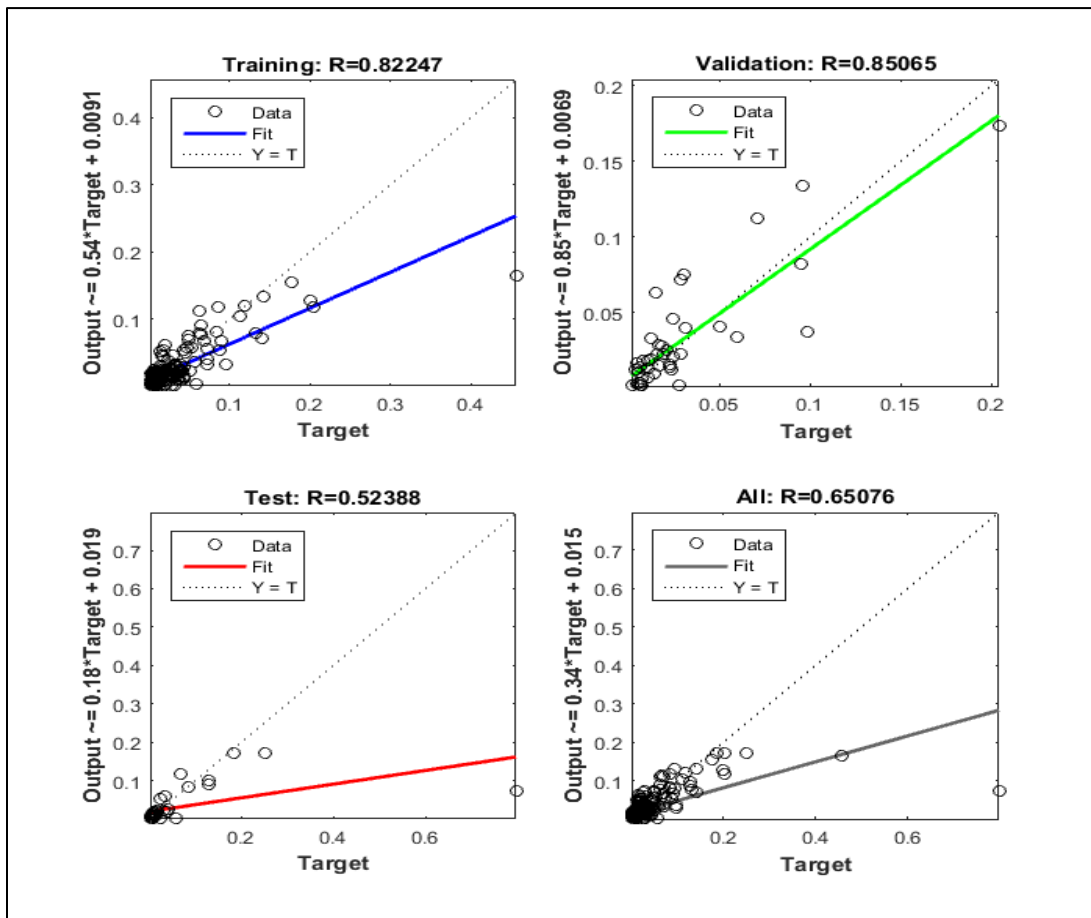 Training: R=0.82247
Output ~= 0.54*Target + 0.0091
Data
Fit
Y = T
0.4
0.3
0.2
0.1
0.1
0.2
0.3
0.4
Target
Validation: R=0.85065
Output ~= 0.85*Target + 0.0069
Data
Fit
Y = T
0.2
0.15
0.1
0.05
0.05
0.1
0.15
0.2
Target
Test: R=0.52388
Output ~= 0.18*Target + 0.019
Data
Fit
Y = T
0.7
0.6
0.5
0.4
0.3
0.2
0.1
0.2
0.4
0.6
Target
All: R=0.65076
Output ~= 0.34*Target + 0.015
Data
Fit
Y = T
0.7
0.6
0.5
0.4
0.3
0.2
0.1
0.2
0.4
0.6
Target